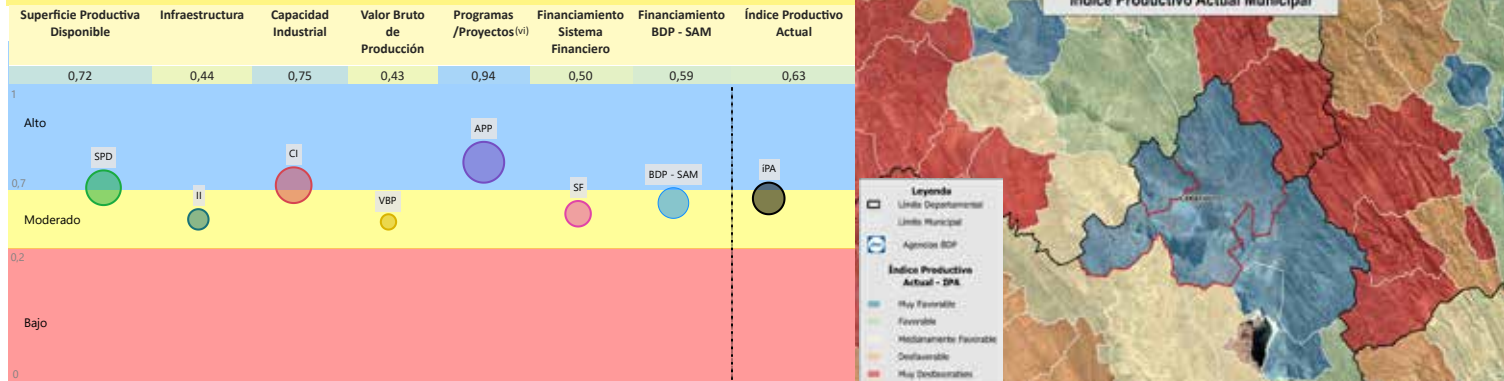 Superficie Productiva
Disponible
Infraestructura
Capacidad
Industrial
Valor Bruto
de
Producción
Programas
/Proyectos(vi)
Financiamiento
Sistema
Financiero
Financiamiento
BDP - SAM
Índice Productivo
Actual
0,72
0,44
0,75
0,43
0,94
0,50
0,59
0,63
1
Alto
APP
SPD
CI
iPA
BDP - SAM
0,7
II
VBP
SF
Moderado
0,2
Bajo
0
Índice Productivo Actual Municipal
Leyenda
Límite Departamental
Límite Municipal
Agencias BDP
Índice Productivo
Actual - IPA
Muy Favorable
Favorable
Medianamente Favorable
Desfavorable
Muy Desfavorable